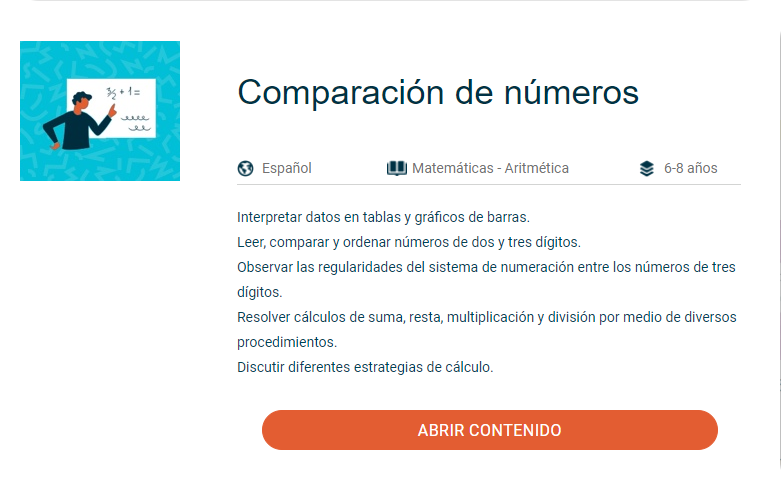 3/2 + 1 =
Comparación de números
Español
Matemáticas - Aritmética
6-8 años
Interpretar datos en tablas y gráficos de barras.
Leer, comparar y ordenar números de dos y tres dígitos.
Observar las regularidades del sistema de numeración entre los números de tres
dígitos.
Resolver cálculos de suma, resta, multiplicación y división por medio de diversos
procedimientos.
Discutir diferentes estrategias de cálculo.
ABRIR CONTENIDO